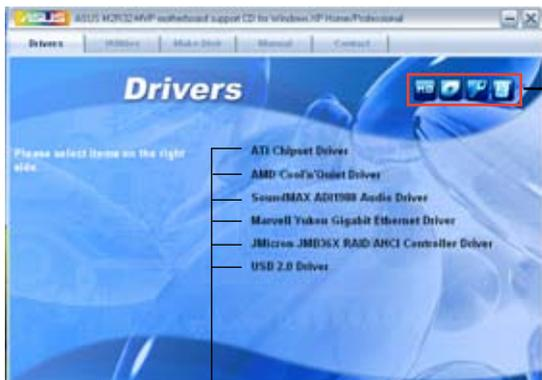 ASUS ASUS M2R32-MVP motherboard support CD for Windows XP Home/Professional
Drivers Utilities Make Disk Manual Contact
Drivers
Please select items on the right side.
ATI Chipset Driver
AMD Cool'n'Quiet Driver
SoundMAX ADI1988 Audio Driver
Marvell Yukon Gigabit Ethernet Driver
JMicron JMB36X RAID/AHCI Controller Driver
USB 2.0 Driver